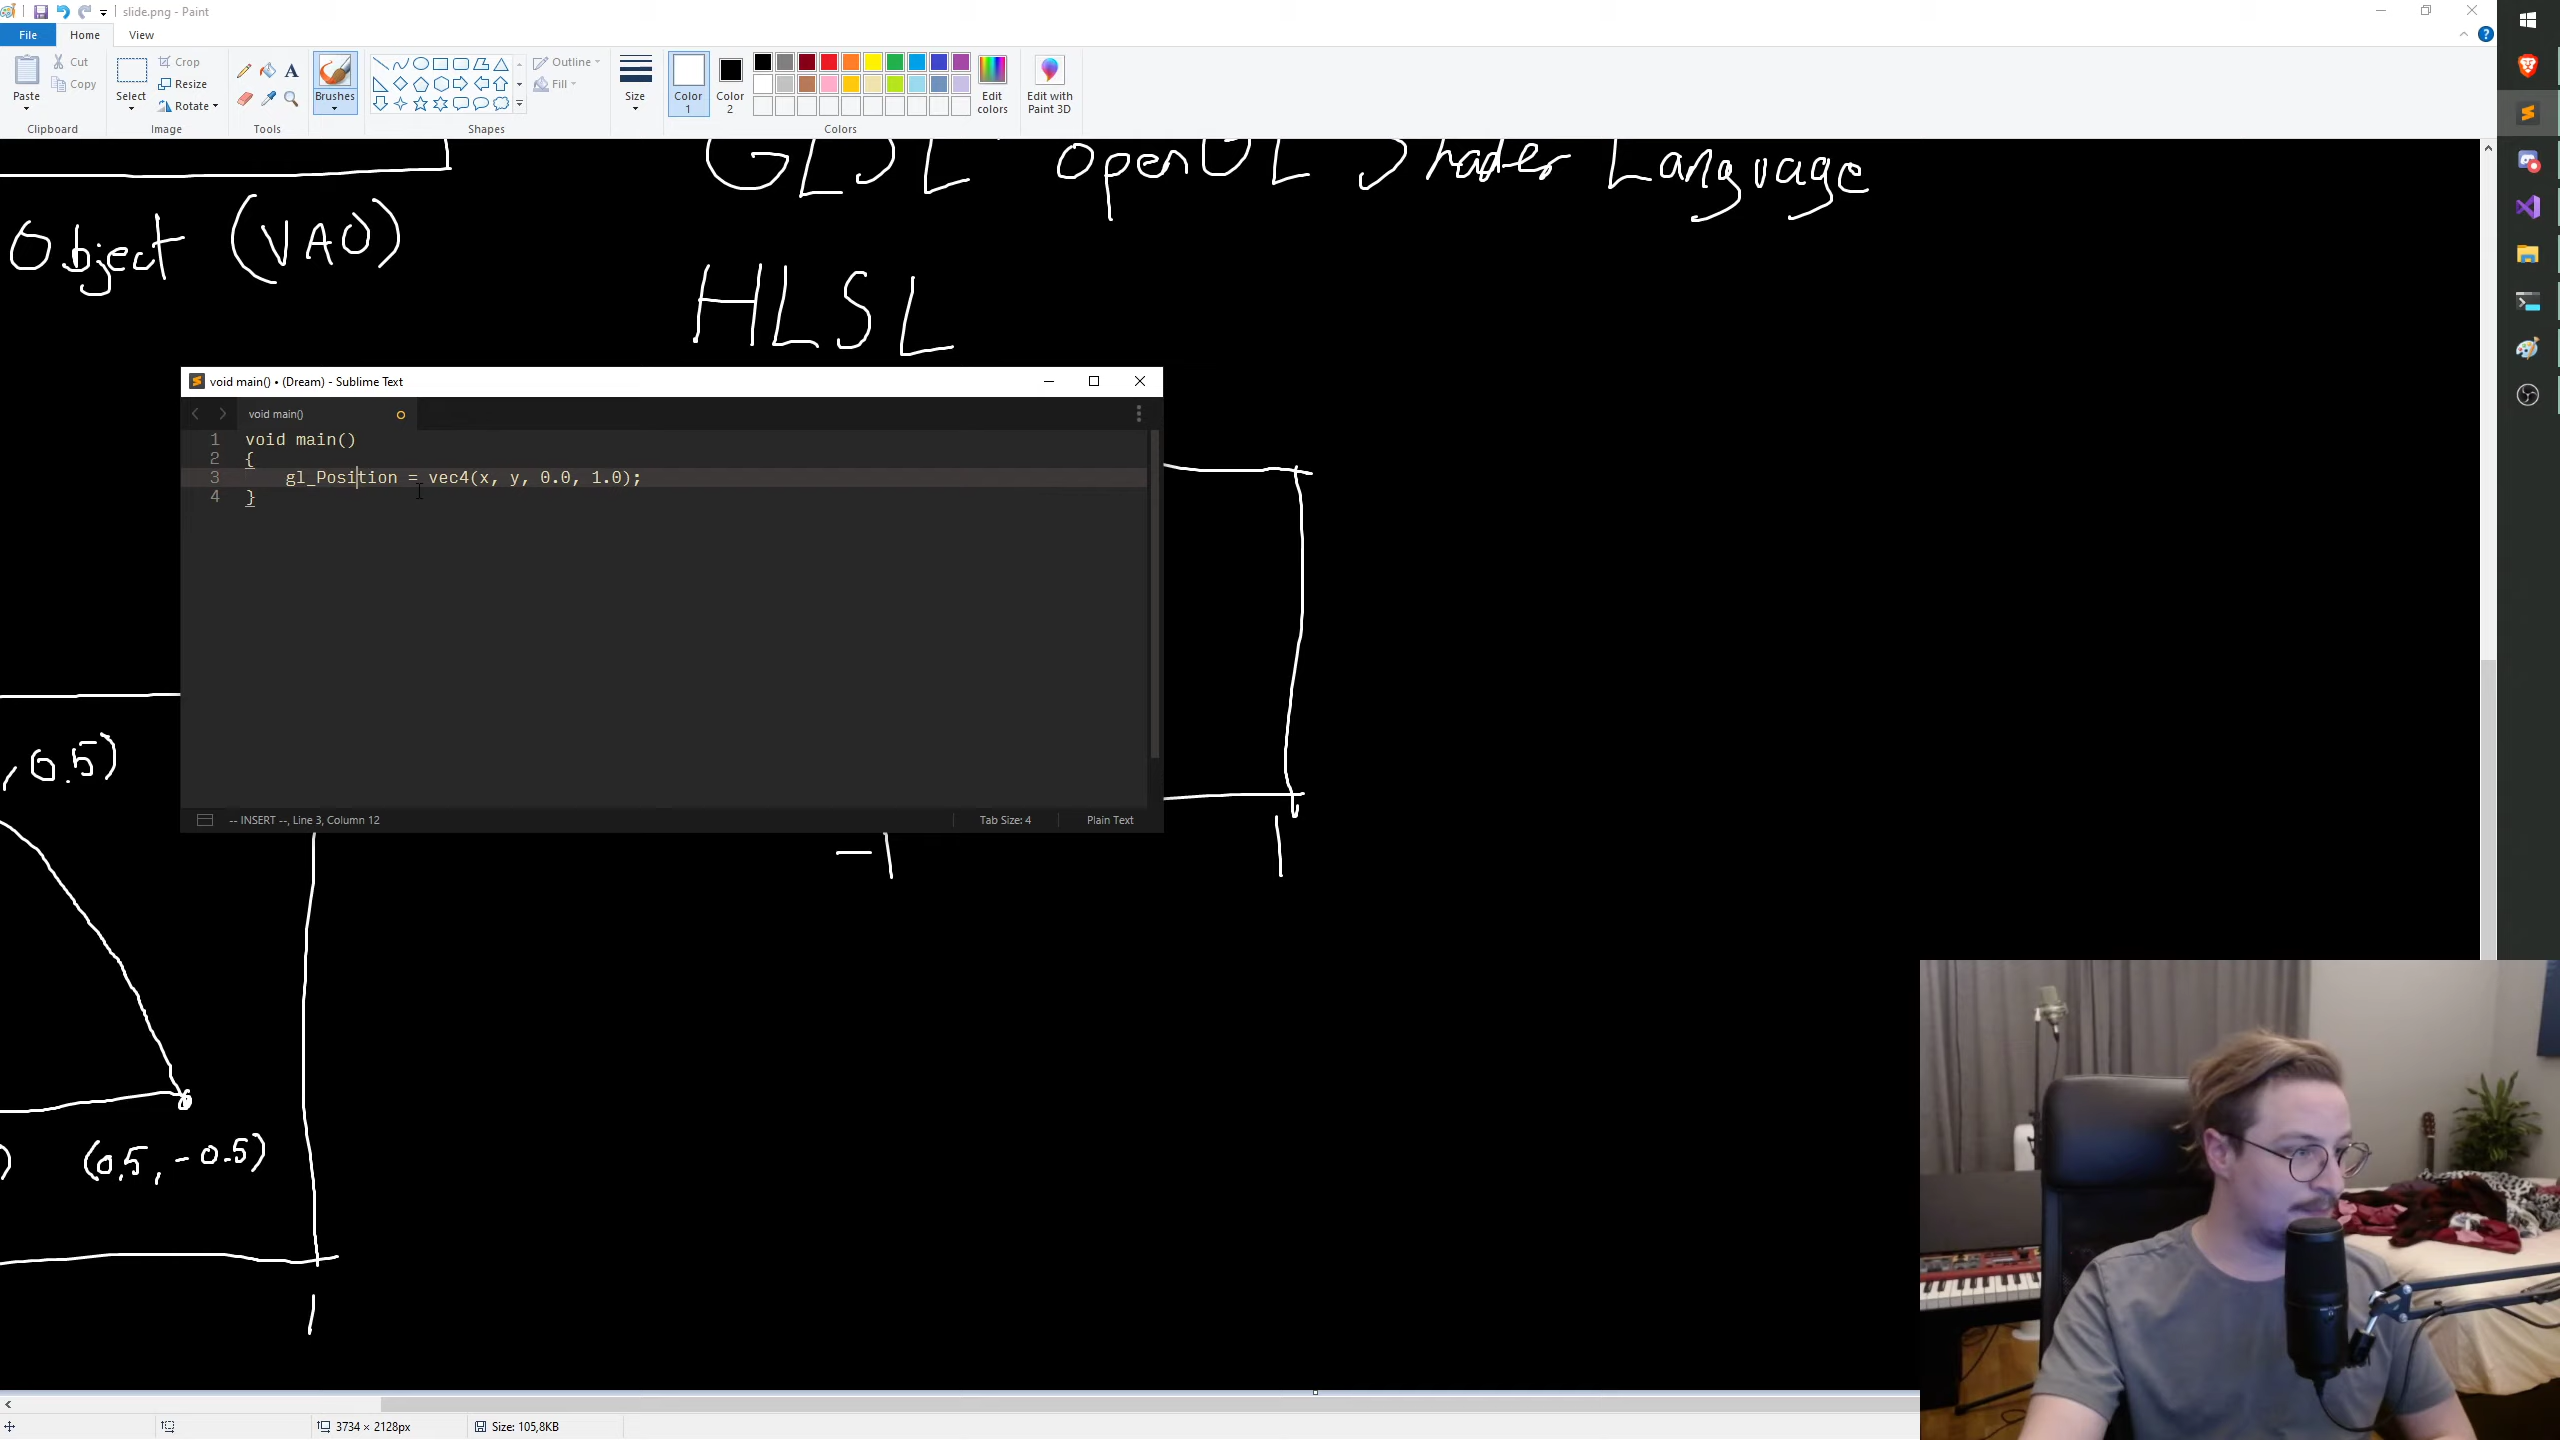 slide.png - Paint
File Home View
Paste Cut Copy
Clipboard
Select Crop Resize Rotate
Image
Tools
Brushes
Shapes
Outline
Fill
Size
Color 1
Color 2
Colors
Edit colors
Edit with Paint 3D
GLSL openGL Shader Language
Object (VAO)
HLSL
void main() • (Dream) - Sublime Text
void main()
1 void main()
2 {
3 gl_Position = vec4(x, y, 0.0, 1.0);
4 }
-- INSERT --, Line 3, Column 12
Tab Size: 4
Plain Text
, 0.5)
-1
1
) (0.5, -0.5)
1
3734 × 2128px
Size: 105,8KB